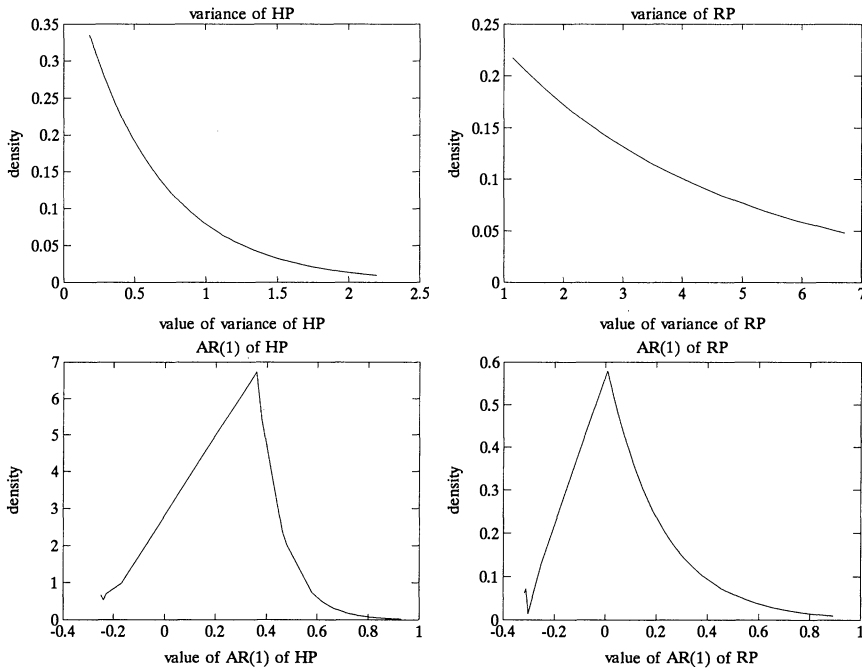 variance of HP
0.35
0.3
0.25
0.2
0.15
0.1
0.05
0
density
0 0.5 1 1.5 2 2.5
value of variance of HP
variance of RP
0.25
0.2
0.15
0.1
0.05
0
density
1 2 3 4 5 6 7
value of variance of RP
AR(1) of HP
7
6
5
4
3
2
1
0
density
-0.4 -0.2 0 0.2 0.4 0.6 0.8 1
value of AR(1) of HP
AR(1) of RP
0.6
0.5
0.4
0.3
0.2
0.1
0
density
-0.4 -0.2 0 0.2 0.4 0.6 0.8 1
value of AR(1) of RP